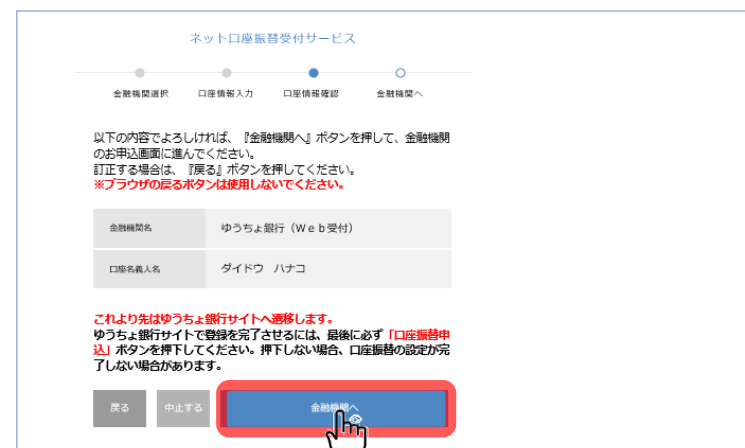 ネット口座振替受付サービス
金融機関選択 口座情報入力 口座情報確認 金融機関へ
以下の内容でよろしければ、『金融機関へ』ボタンを押して、金融機関
のお申込画面に進んでください。
訂正する場合は、『戻る』ボタンを押してください。
※ブラウザの戻るボタンは使用しないでください。
金融機関名 ゆうちょ銀行（Ｗｅｂ受付）
口座名義人名 ダイドウ ハナコ
これより先はゆうちょ銀行サイトへ遷移します。
ゆうちょ銀行サイトで登録を完了させるには、最後に必ず「口座振替申
込」ボタンを押下してください。押下しない場合、口座振替の設定が完
了しない場合があります。
戻る 中止する 金融機関へ